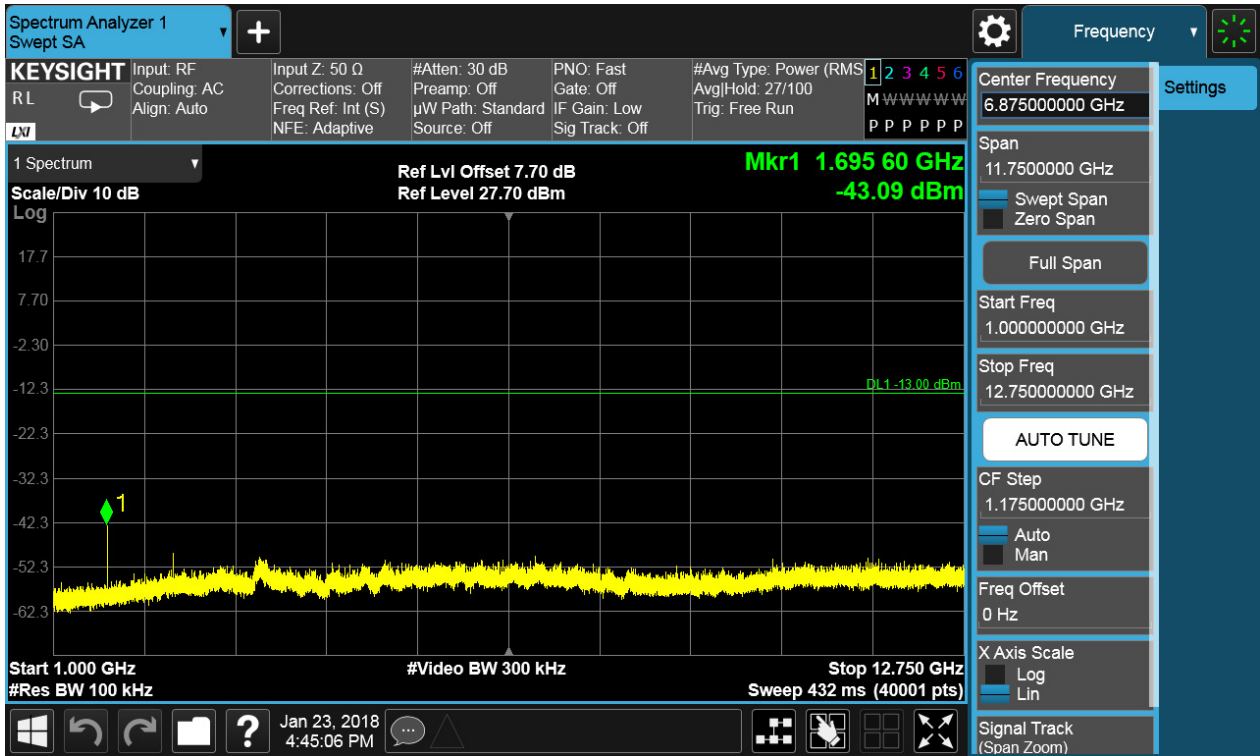 Spectrum Analyzer 1
Swept SA
Frequency
KEYSIGHT
R L
LXI
Input: RF
Coupling: AC
Align: Auto
Input Z: 50 Ω
Corrections: Off
Freq Ref: Int (S)
NFE: Adaptive
#Atten: 30 dB
Preamp: Off
µW Path: Standard
Source: Off
PNO: Fast
Gate: Off
IF Gain: Low
Sig Track: Off
#Avg Type: Power (RMS
Avg|Hold: 27/100
Trig: Free Run
1 2 3 4 5 6
M W W W W W
P P P P P P
1 Spectrum
Scale/Div 10 dB
Log
Ref Lvl Offset 7.70 dB
Ref Level 27.70 dBm
Mkr1 1.695 60 GHz
-43.09 dBm
17.7
7.70
-2.30
-12.3
DL1 -13.00 dBm
-22.3
-32.3
1
-42.3
-52.3
-62.3
Start 1.000 GHz
#Video BW 300 kHz
Stop 12.750 GHz
#Res BW 100 kHz
Sweep 432 ms (40001 pts)
Center Frequency
6.875000000 GHz
Settings
Span
11.7500000 GHz
Swept Span
Zero Span
Full Span
Start Freq
1.000000000 GHz
Stop Freq
12.750000000 GHz
AUTO TUNE
CF Step
1.175000000 GHz
Auto
Man
Freq Offset
0 Hz
X Axis Scale
Log
Lin
Signal Track
(Span Zoom)
?
Jan 23, 2018
4:45:06 PM